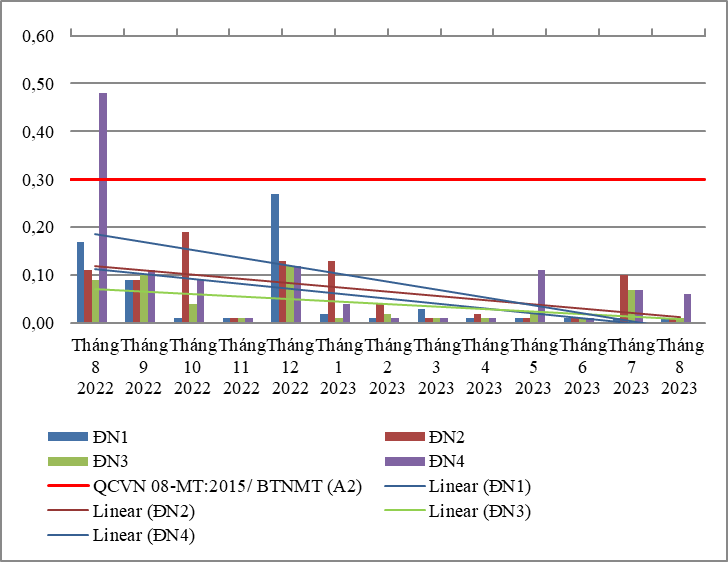 0,60
0,50
0,40
0,30
0,20
0,10
0,00
Tháng Tháng Tháng Tháng Tháng Tháng Tháng Tháng Tháng Tháng Tháng Tháng Tháng
8 9 10 11 12 1 2 3 4 5 6 7 8
2022 2022 2022 2022 2022 2023 2023 2023 2023 2023 2023 2023 2023
ĐN1 ĐN2
ĐN3 ĐN4
QCVN 08-MT:2015/ BTNMT (A2) Linear (ĐN1)
Linear (ĐN2) Linear (ĐN3)
Linear (ĐN4)